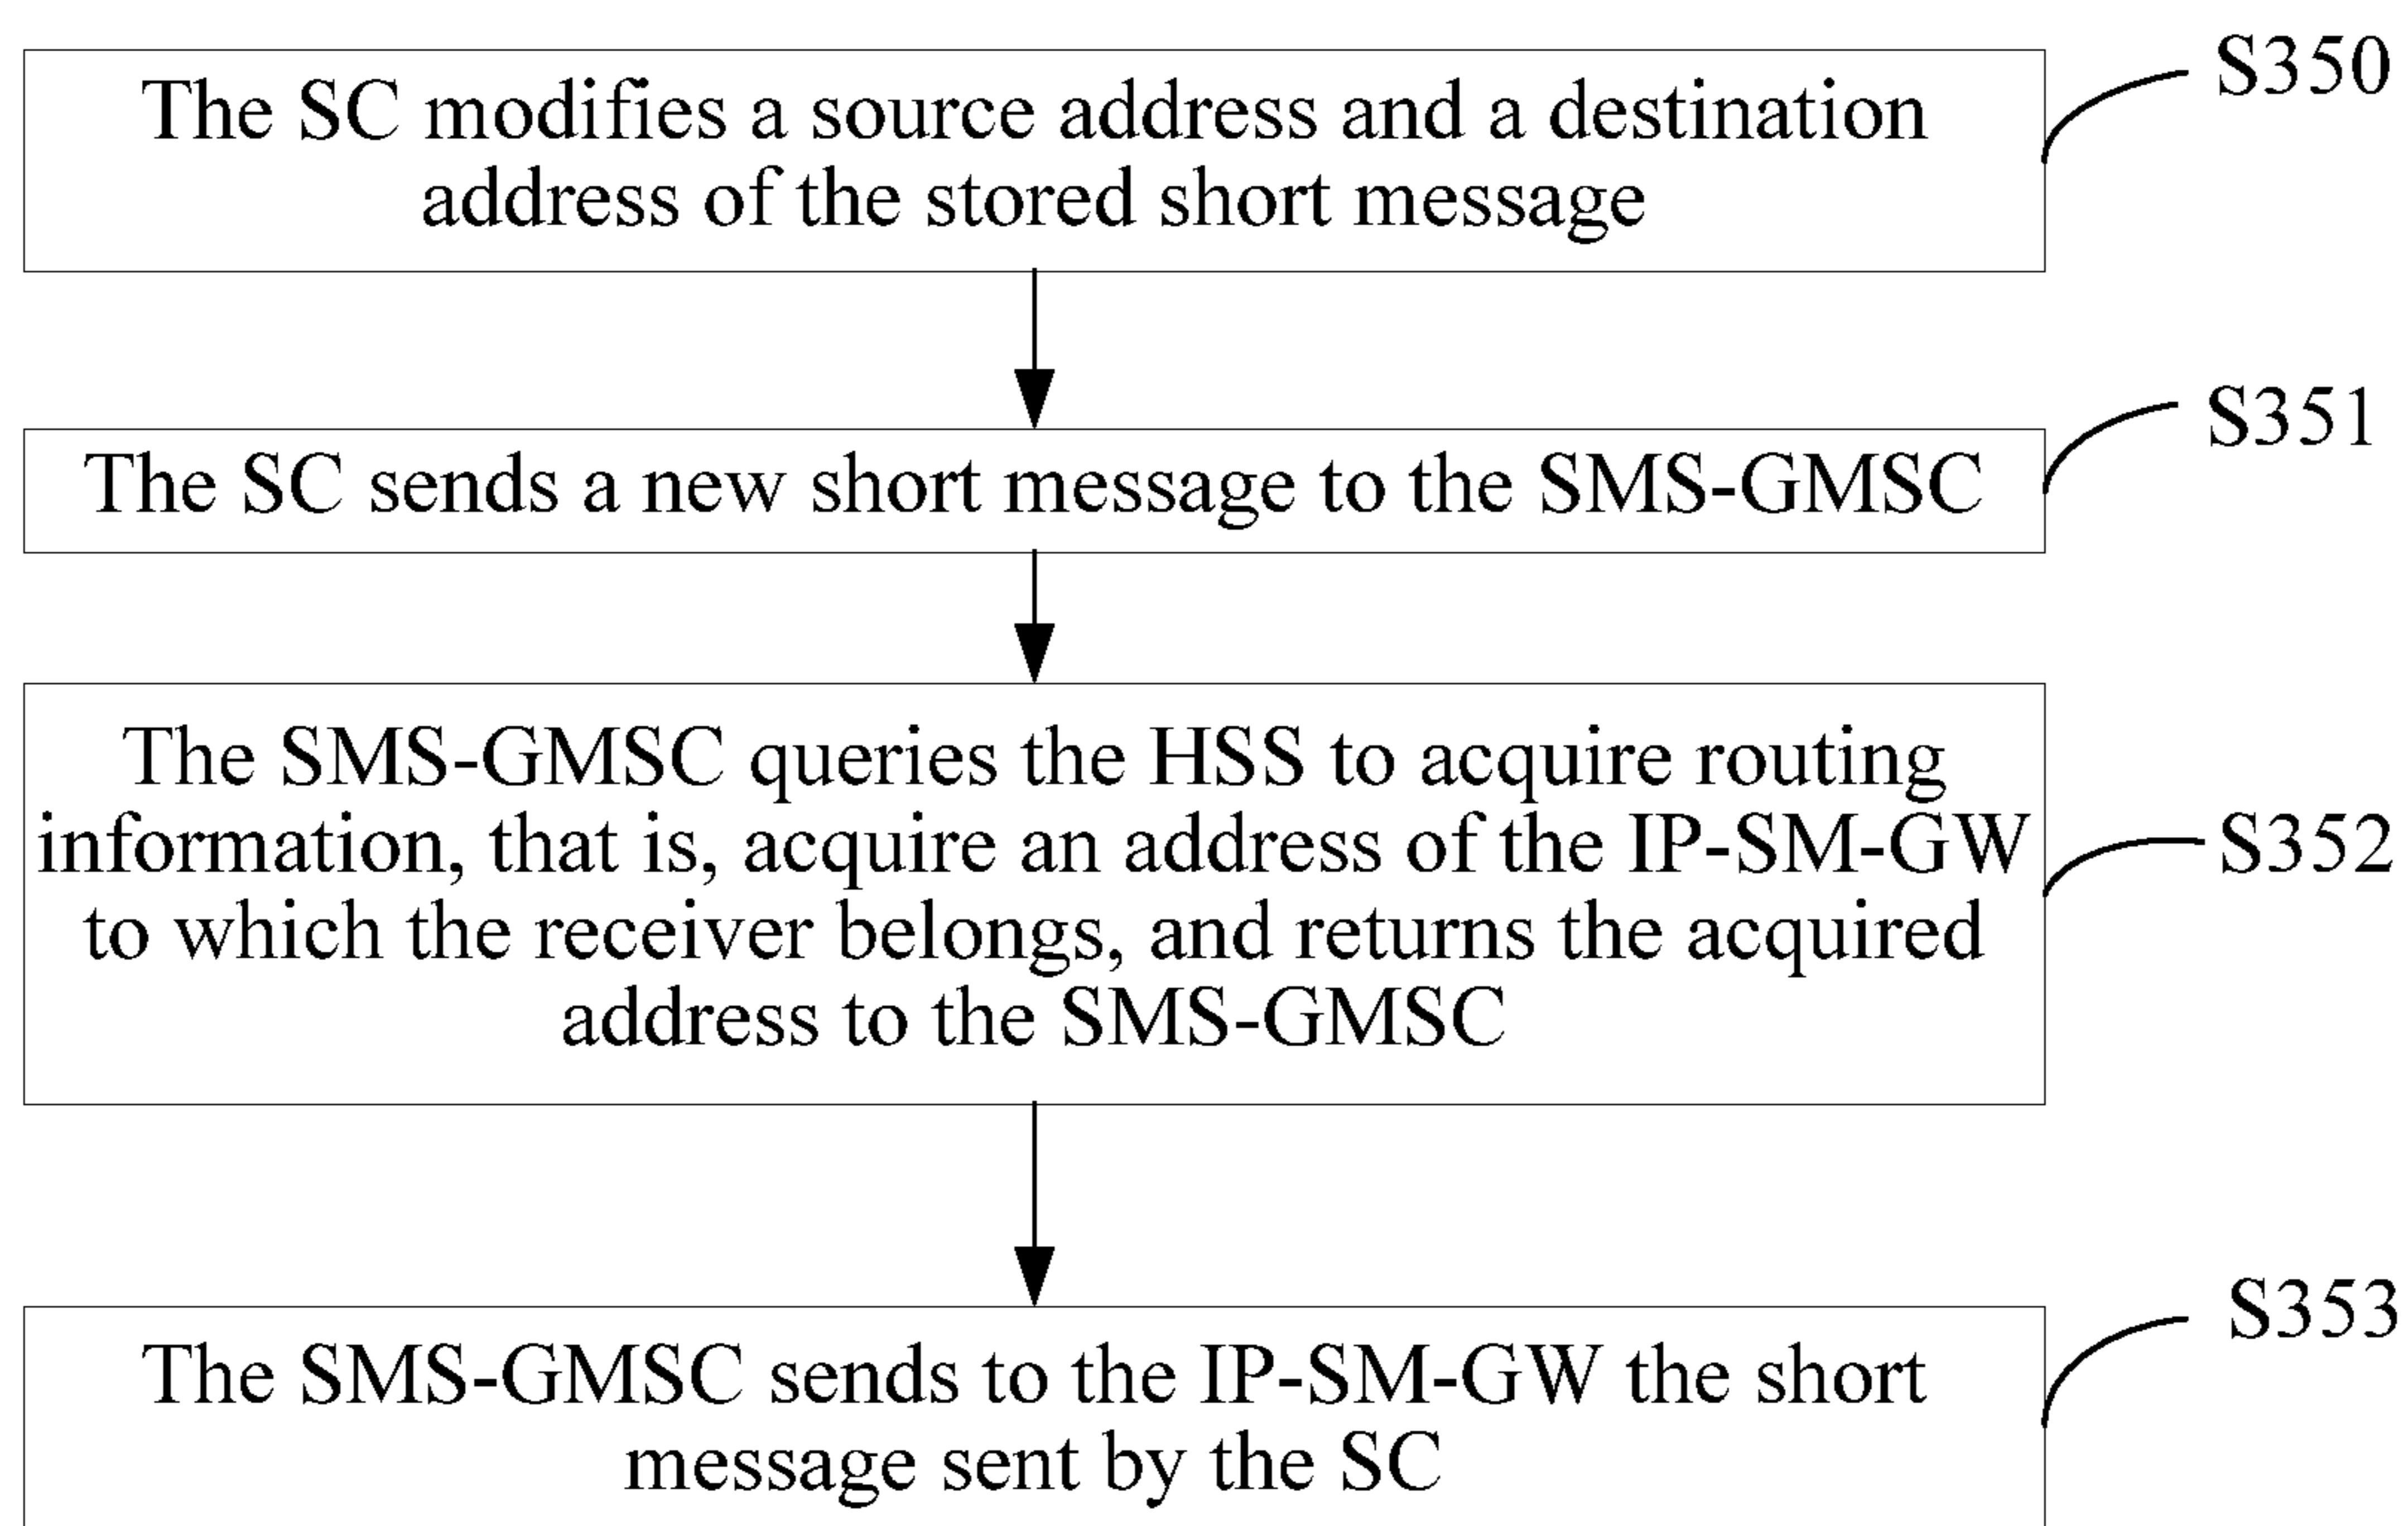 The SC modifies a source address and a destination
address of the stored short message
S350
The SC sends a new short message to the SMS-GMSC
S351
The SMS-GMSC queries the HSS to acquire routing
information, that is, acquire an address of the IP-SM-GW
to which the receiver belongs, and returns the acquired
address to the SMS-GMSC
S352
The SMS-GMSC sends to the IP-SM-GW the short
message sent by the SC
S353